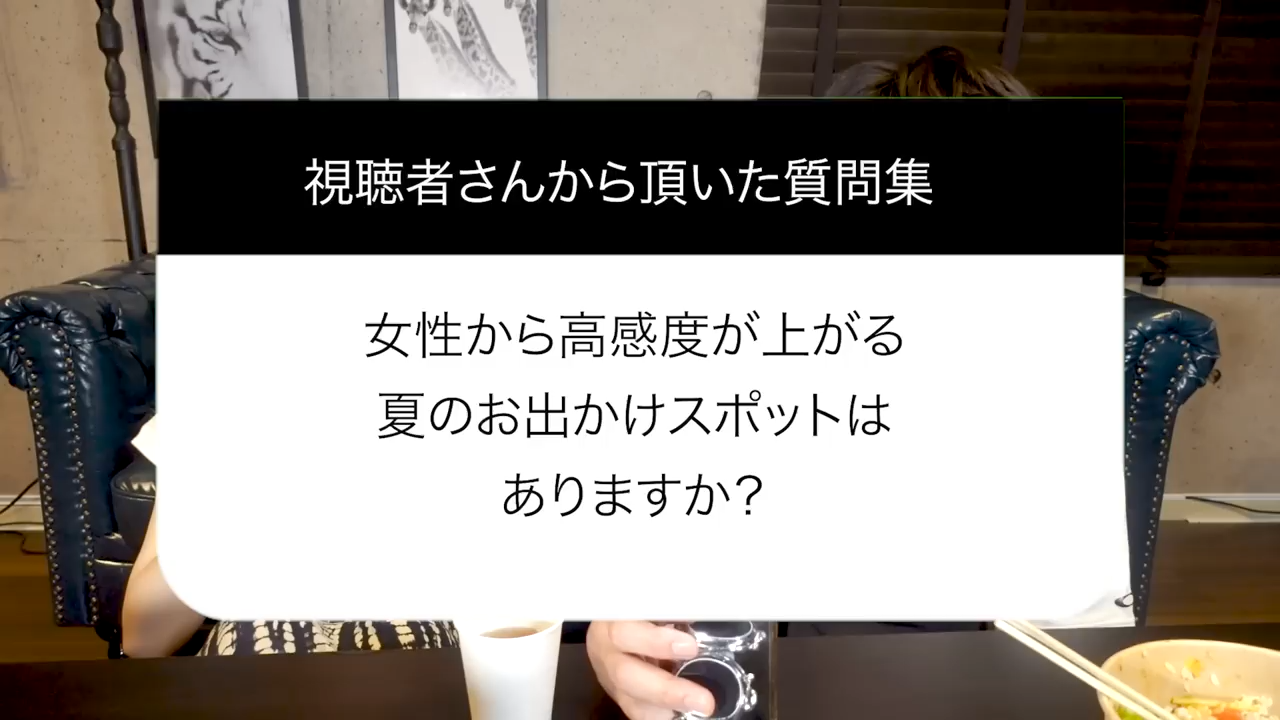 視聴者さんから頂いた質問集
女性から高感度が上がる
夏のお出かけスポットは
ありますか?